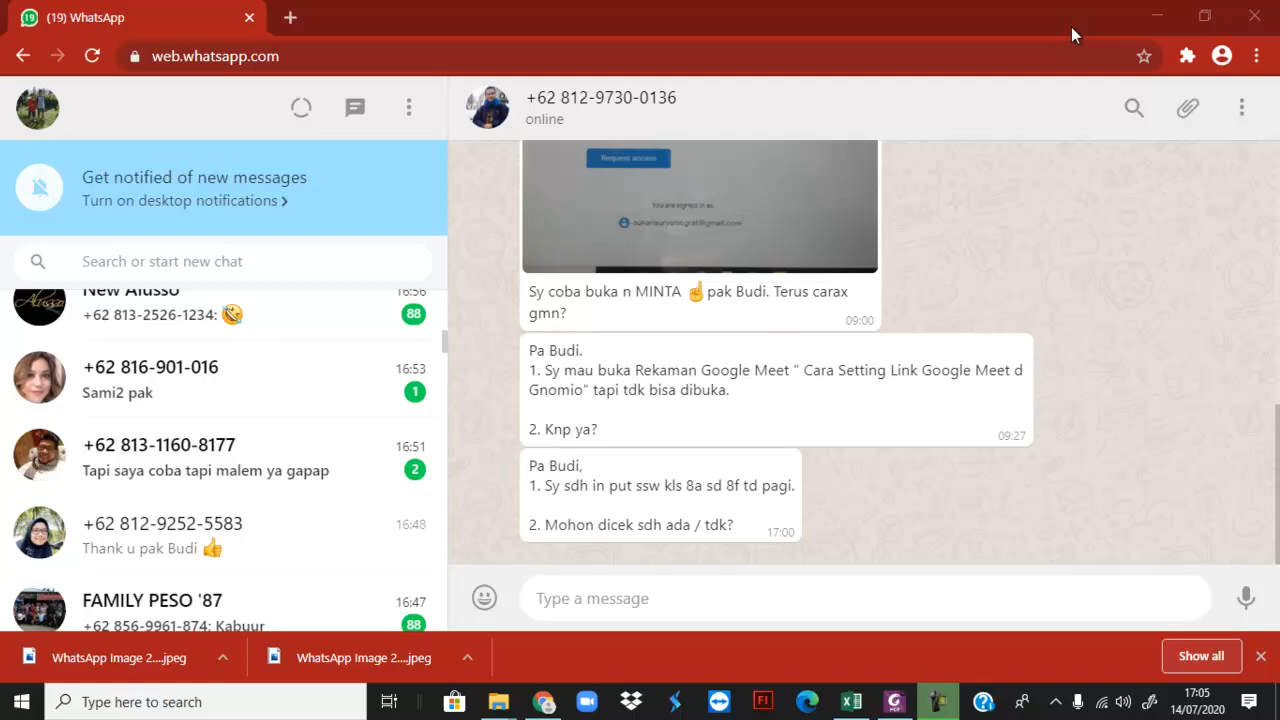 19
(19) WhatsApp
web.whatsapp.com
Get notified of new messages
Turn on desktop notifications
Search or start new chat
New Alusso
16:56
+62 813-2526-1234: 🤣
88
+62 816-901-016
16:53
Sami2 pak
1
+62 813-1160-8177
16:51
Tapi saya coba tapi malem ya gapap
2
+62 812-9252-5583
16:48
Thank u pak Budi 👍
FAMILY PESO '87
16:47
+62 856-9961-874: Kabuur
88
+62 812-9730-0136
online
Request access
You are signed in as
Sy coba buka n MINTA ☝pak Budi. Terus carax
gmn?
09:00
Pa Budi.
1. Sy mau buka Rekaman Google Meet " Cara Setting Link Google Meet d
Gnomio" tapi tdk bisa dibuka.
2. Knp ya?
09:27
Pa Budi,
1. Sy sdh in put ssw kls 8a sd 8f td pagi.
2. Mohon dicek sdh ada / tdk?
17:00
Type a message
WhatsApp Image 2....jpeg
WhatsApp Image 2....jpeg
Show all
Type here to search
17:05
14/07/2020